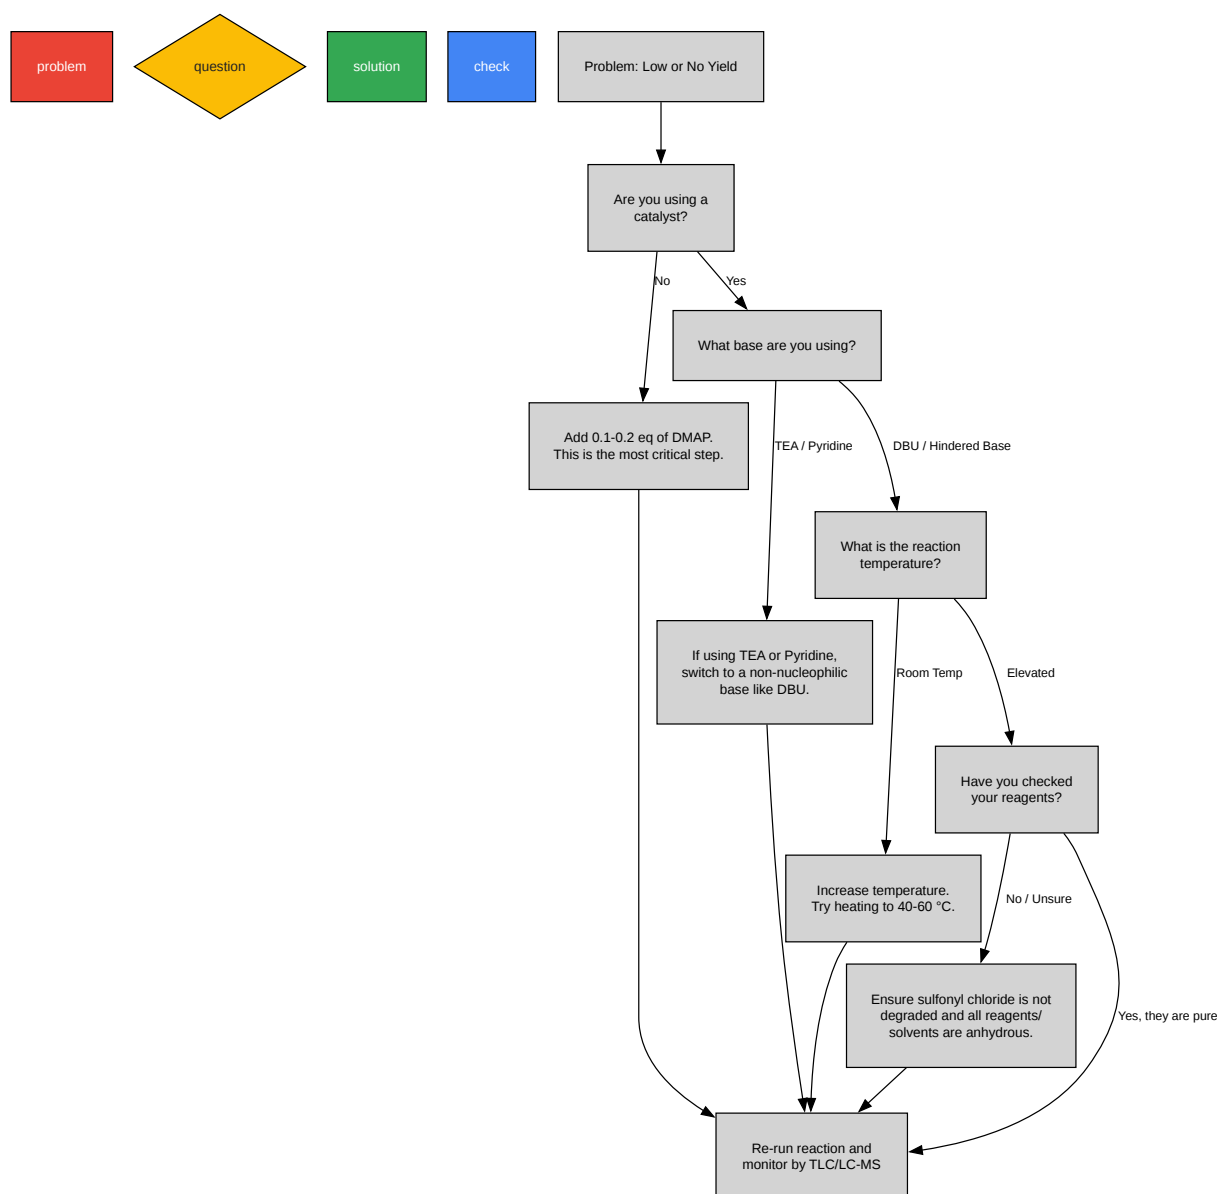 problem
question
solution
check
Problem: Low or No Yield
Are you using a
catalyst?
No
Yes
What base are you using?
Add 0.1-0.2 eq of DMAP.
This is the most critical step.
TEA / Pyridine
DBU / Hindered Base
What is the reaction
temperature?
If using TEA or Pyridine,
switch to a non-nucleophilic
base like DBU.
Room Temp
Elevated
Have you checked
your reagents?
Increase temperature.
Try heating to 40-60 °C.
No / Unsure
Ensure sulfonyl chloride is not
degraded and all reagents/
solvents are anhydrous.
Yes, they are pure
Re-run reaction and
monitor by TLC/LC-MS